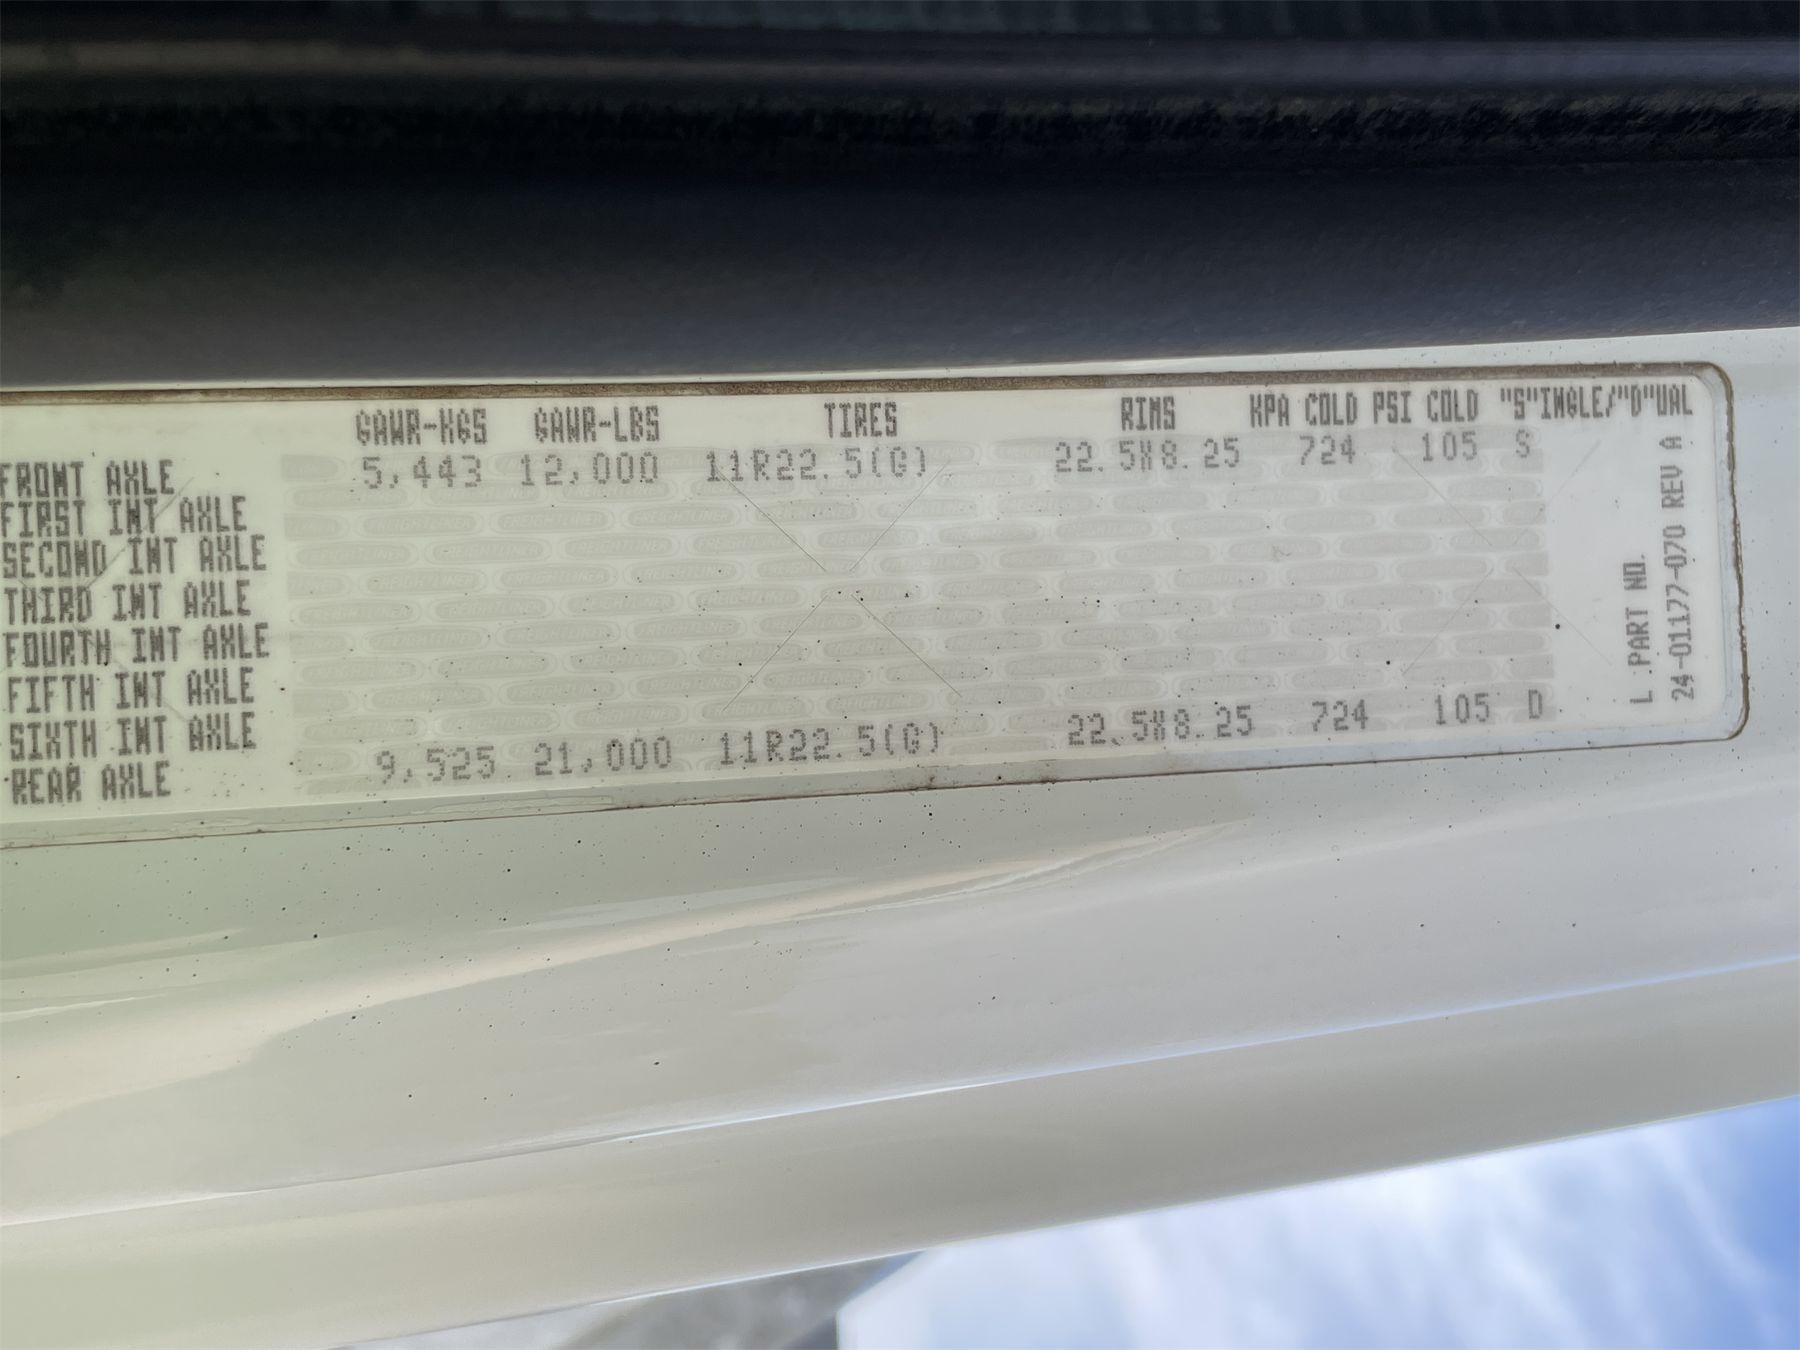 GAWR-KGS GAWR-LBS TIRES RIMS KPA COLD PSI COLD "S"INGLE/"D"UAL
FRONT AXLE 5,443 12,000 11R22.5(G) 22.5X8.25 724 105 S
FIRST INT AXLE
SECOND INT AXLE
THIRD INT AXLE
FOURTH INT AXLE
FIFTH INT AXLE
SIXTH INT AXLE
REAR AXLE 9,525 21,000 11R22.5(G) 22.5X8.25 724 105 D
L PART NO.
24-01177-070 REV A